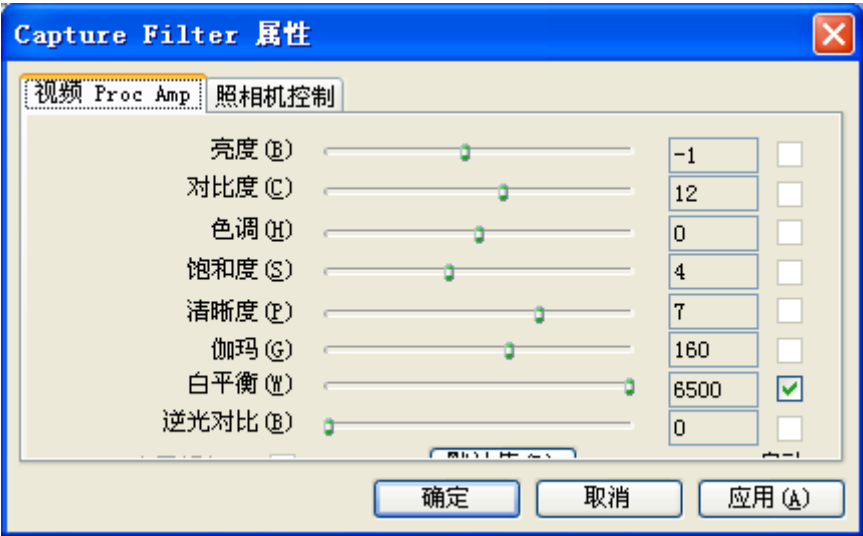 Capture Filter 属性
视频 Proc Amp 照相机控制
亮度(B) -1
对比度(C) 12
色调(H) 0
饱和度(S) 4
清晰度(P) 7
伽玛(G) 160
白平衡(W) 6500
逆光对比(B) 0
确定 取消 应用(A)